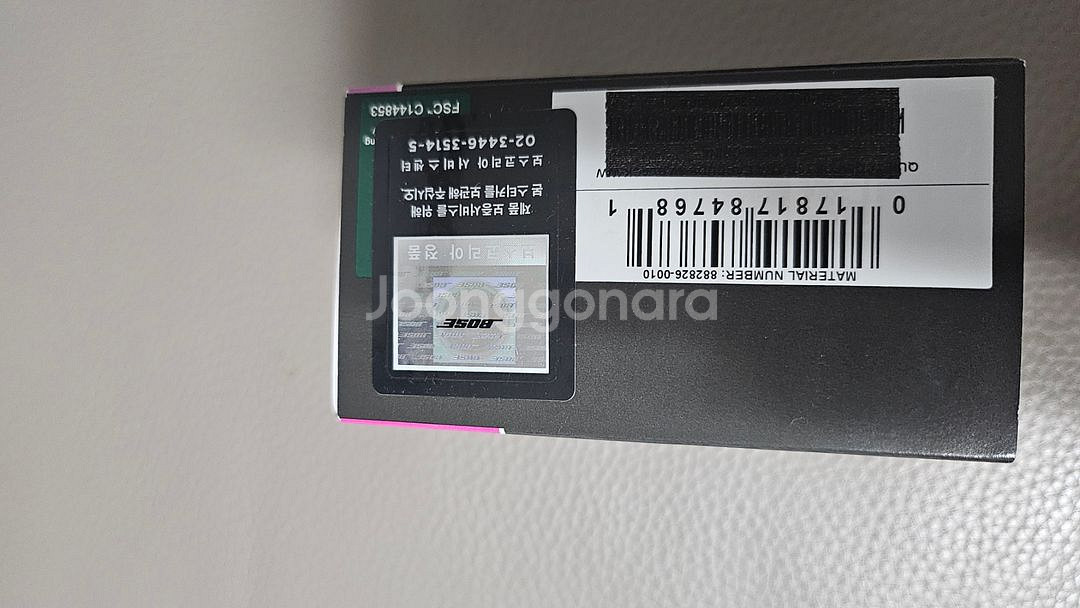 FSC™ C144853
제품 보증서비스를 위해
본 스티커를 보관해 주십시오
보스코리아 서비스센터
02-3446-3514-5
보스코리아 정품
BOSE
MATERIAL NUMBER: 882826-0010
0 17817 84768 1
Joonggonara